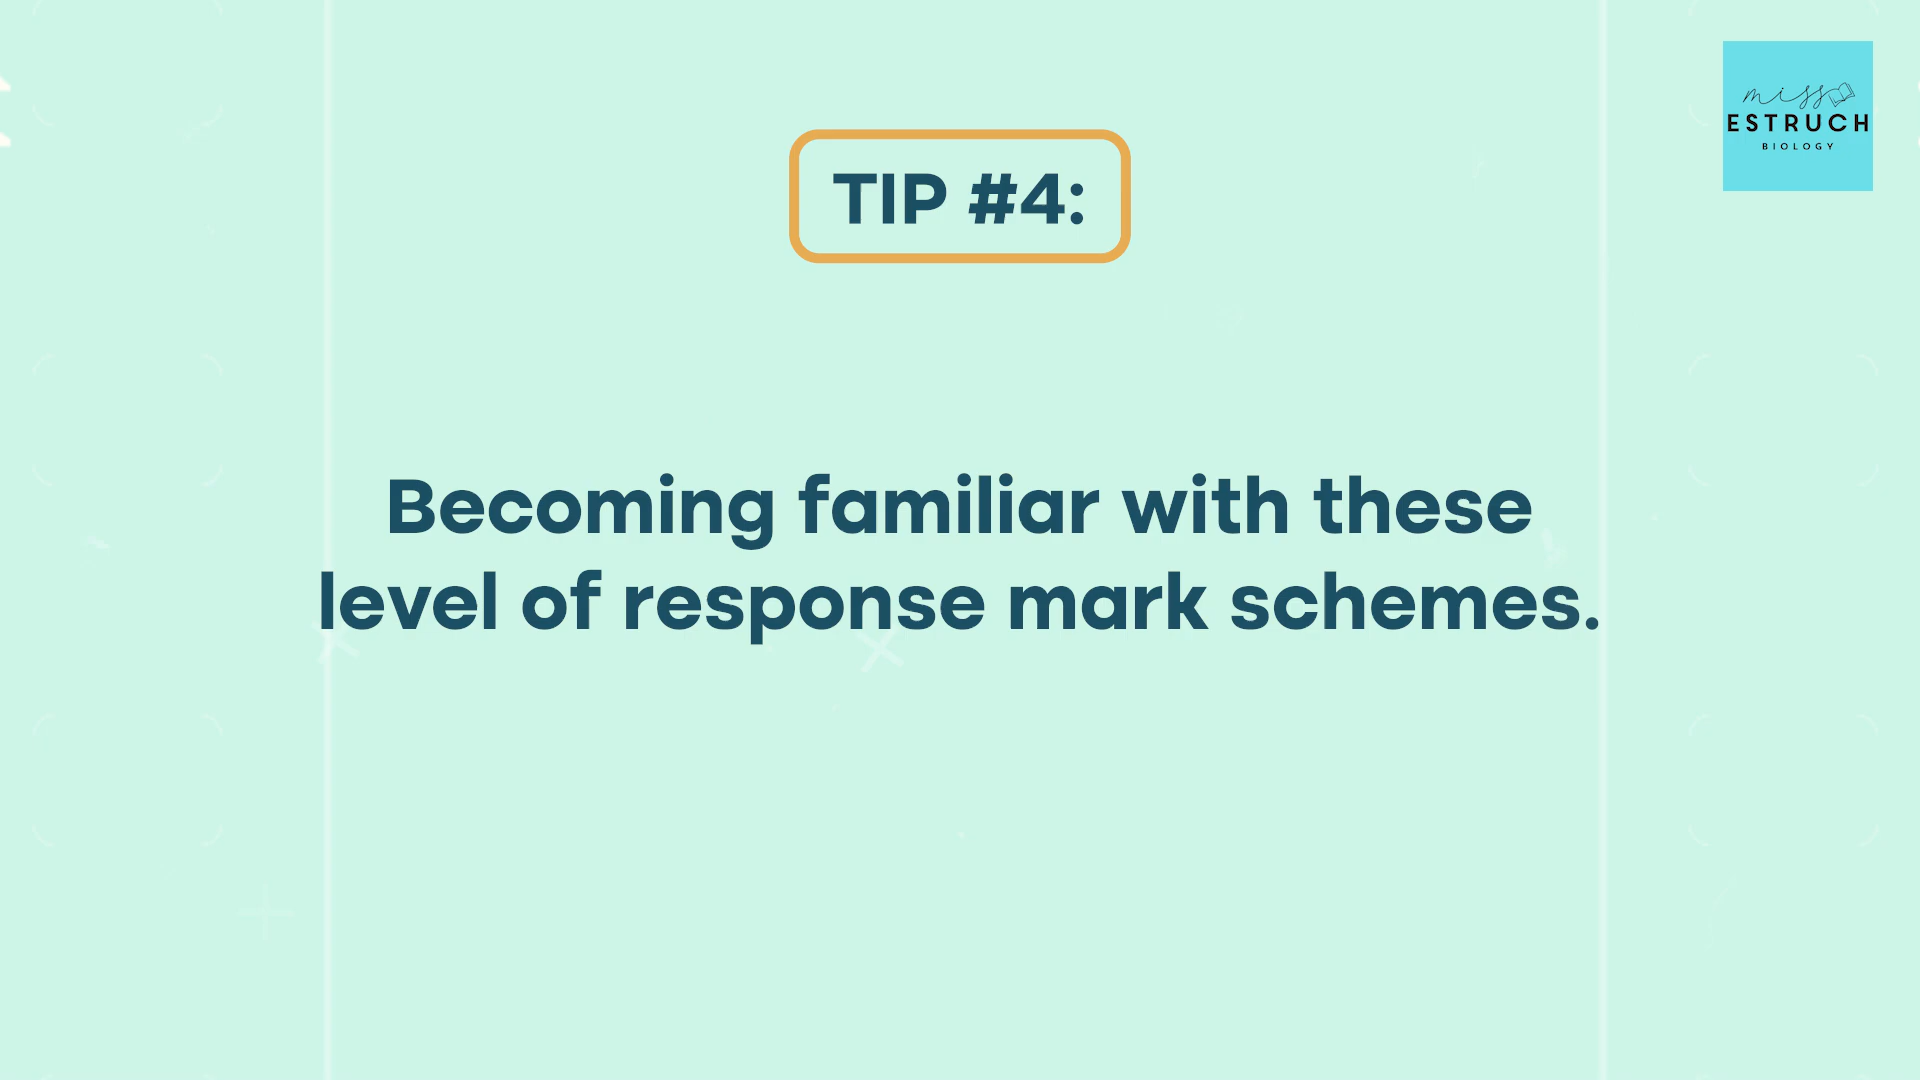 miss
ESTRUCH
BIOLOGY
TIP #4:
Becoming familiar with these
level of response mark schemes.